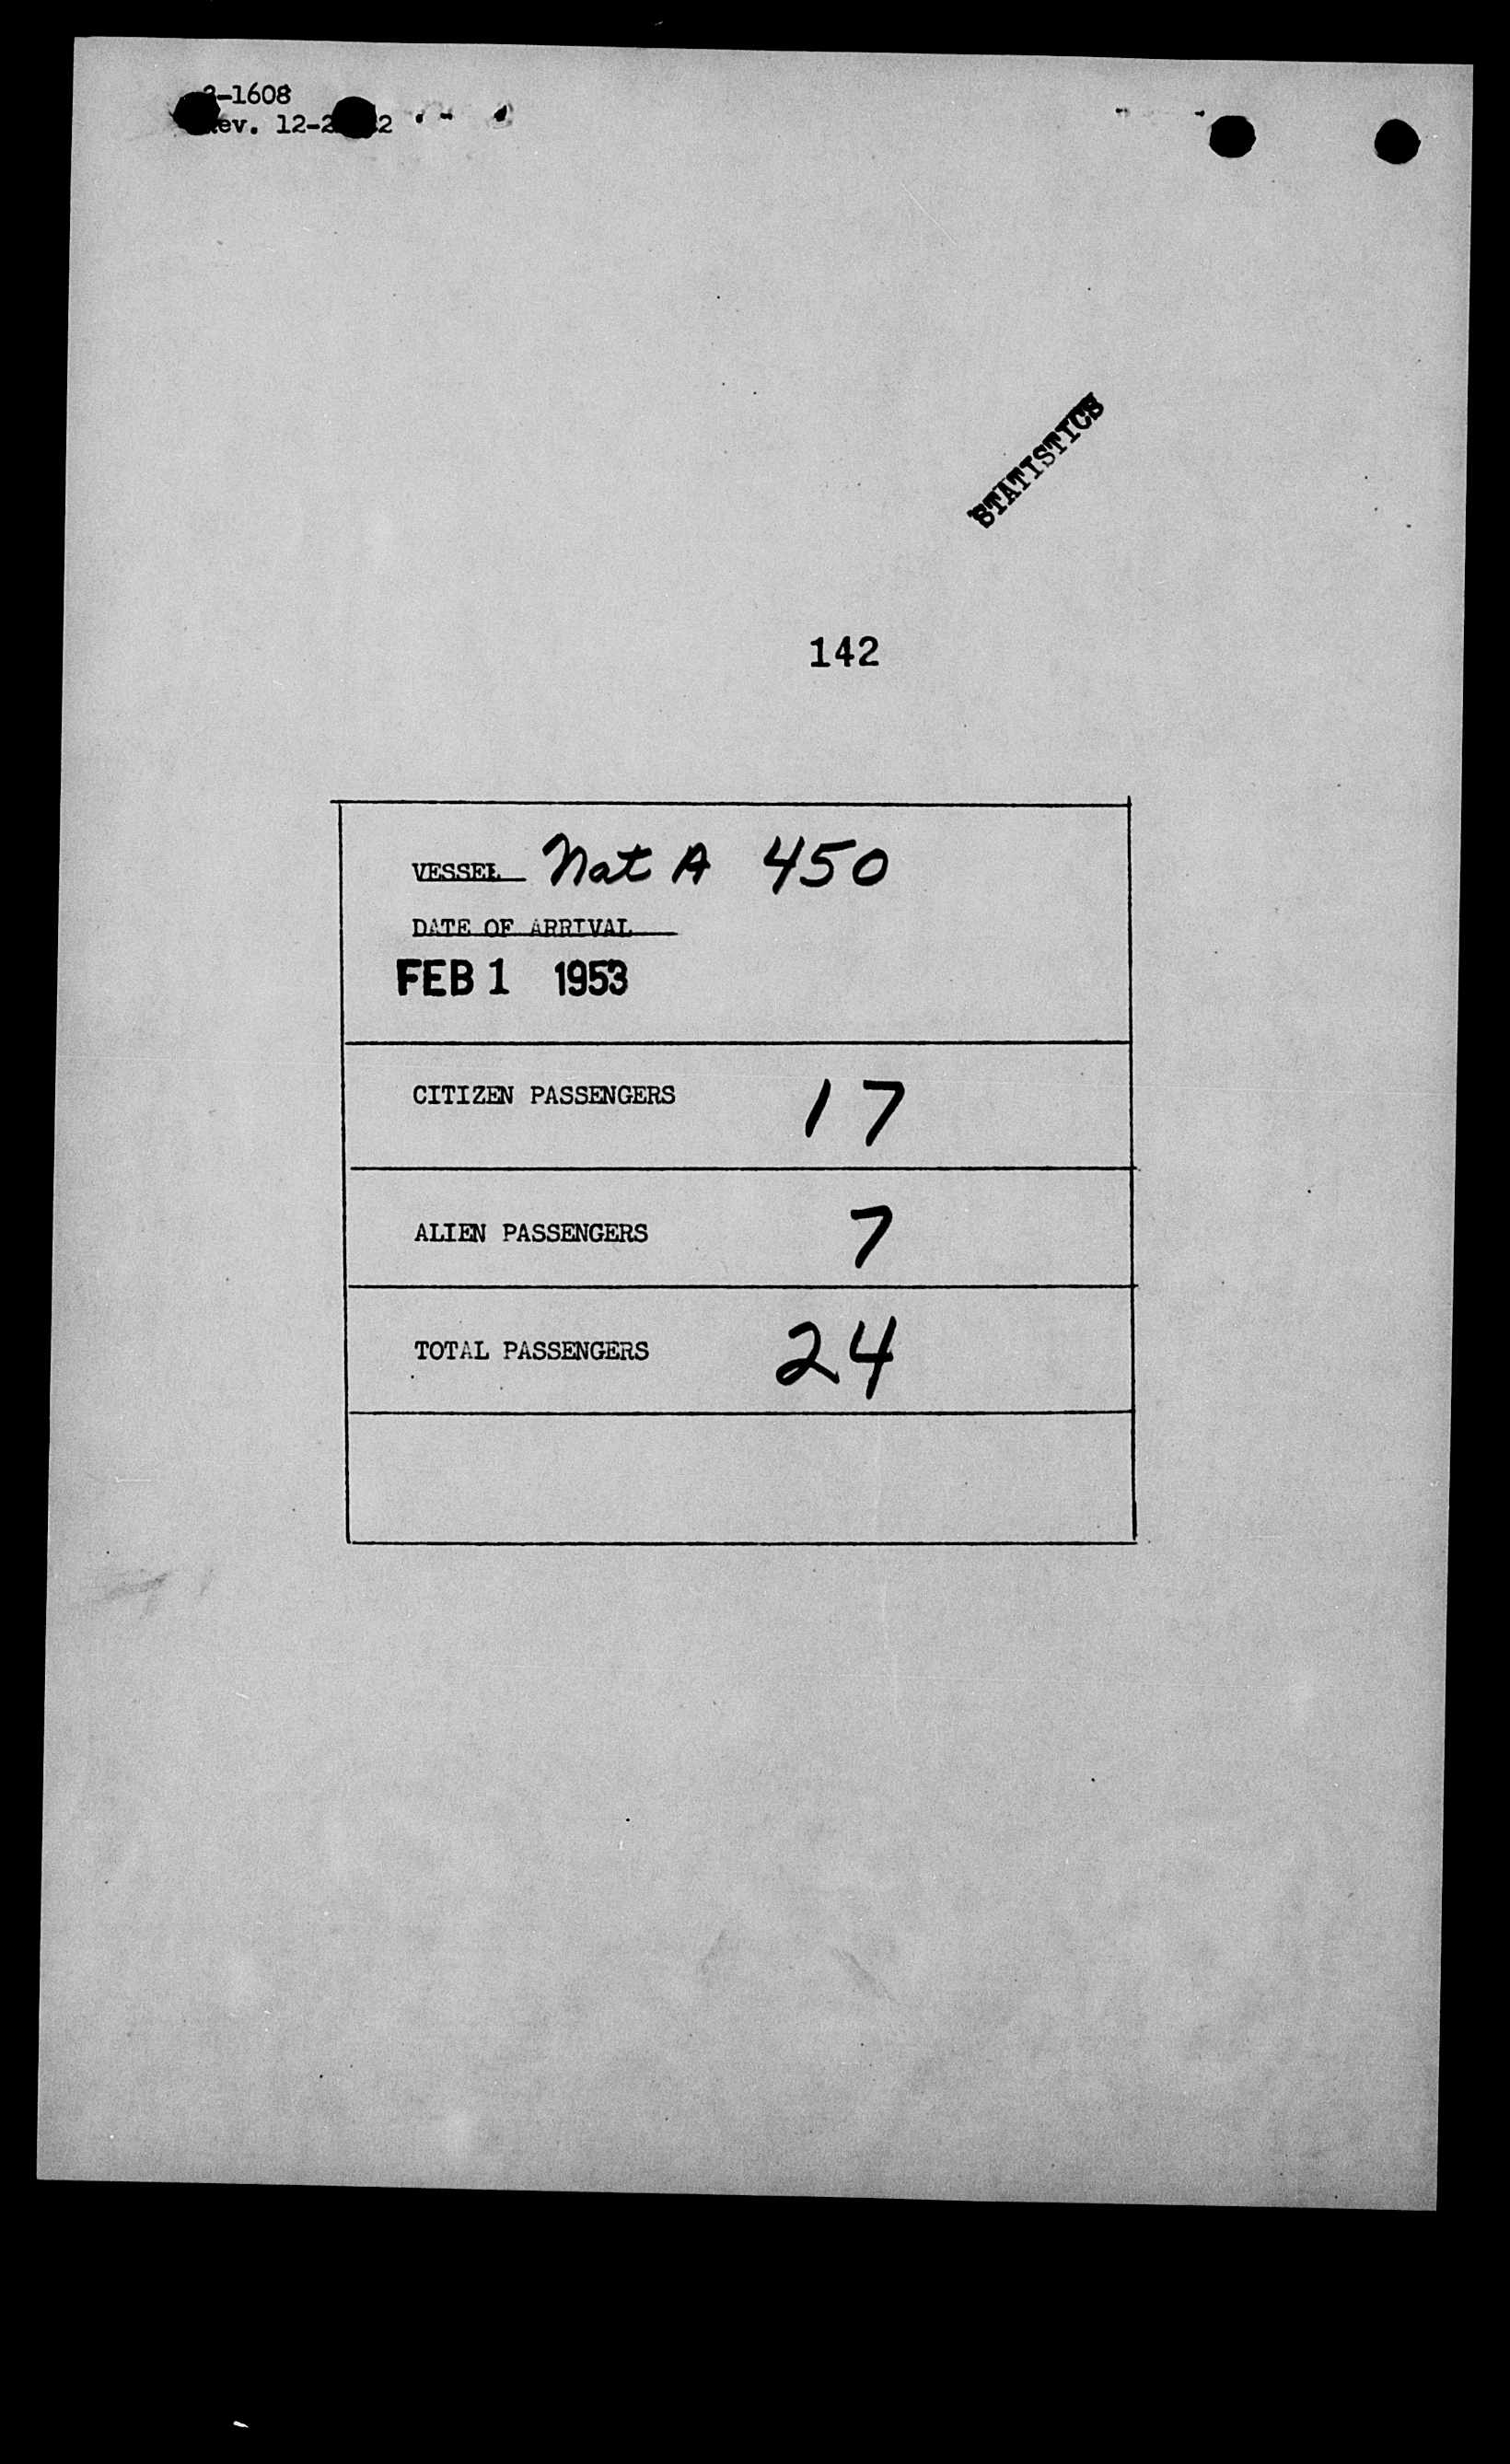 -1608
ev. 12-2 2
STATISTICS
142
VESSEL Nat A 450
DATE OF ARRIVAL
FEB 1 1953
CITIZEN PASSENGERS 17
ALIEN PASSENGERS 7
TOTAL PASSENGERS 24